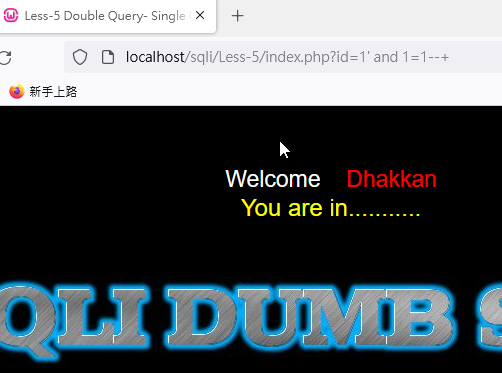 Less-5 Double Query- Single
localhost/sqli/Less-5/index.php?id=1' and 1=1--+
新手上路
Welcome Dhakkan
You are in...........
QLI DUMB S